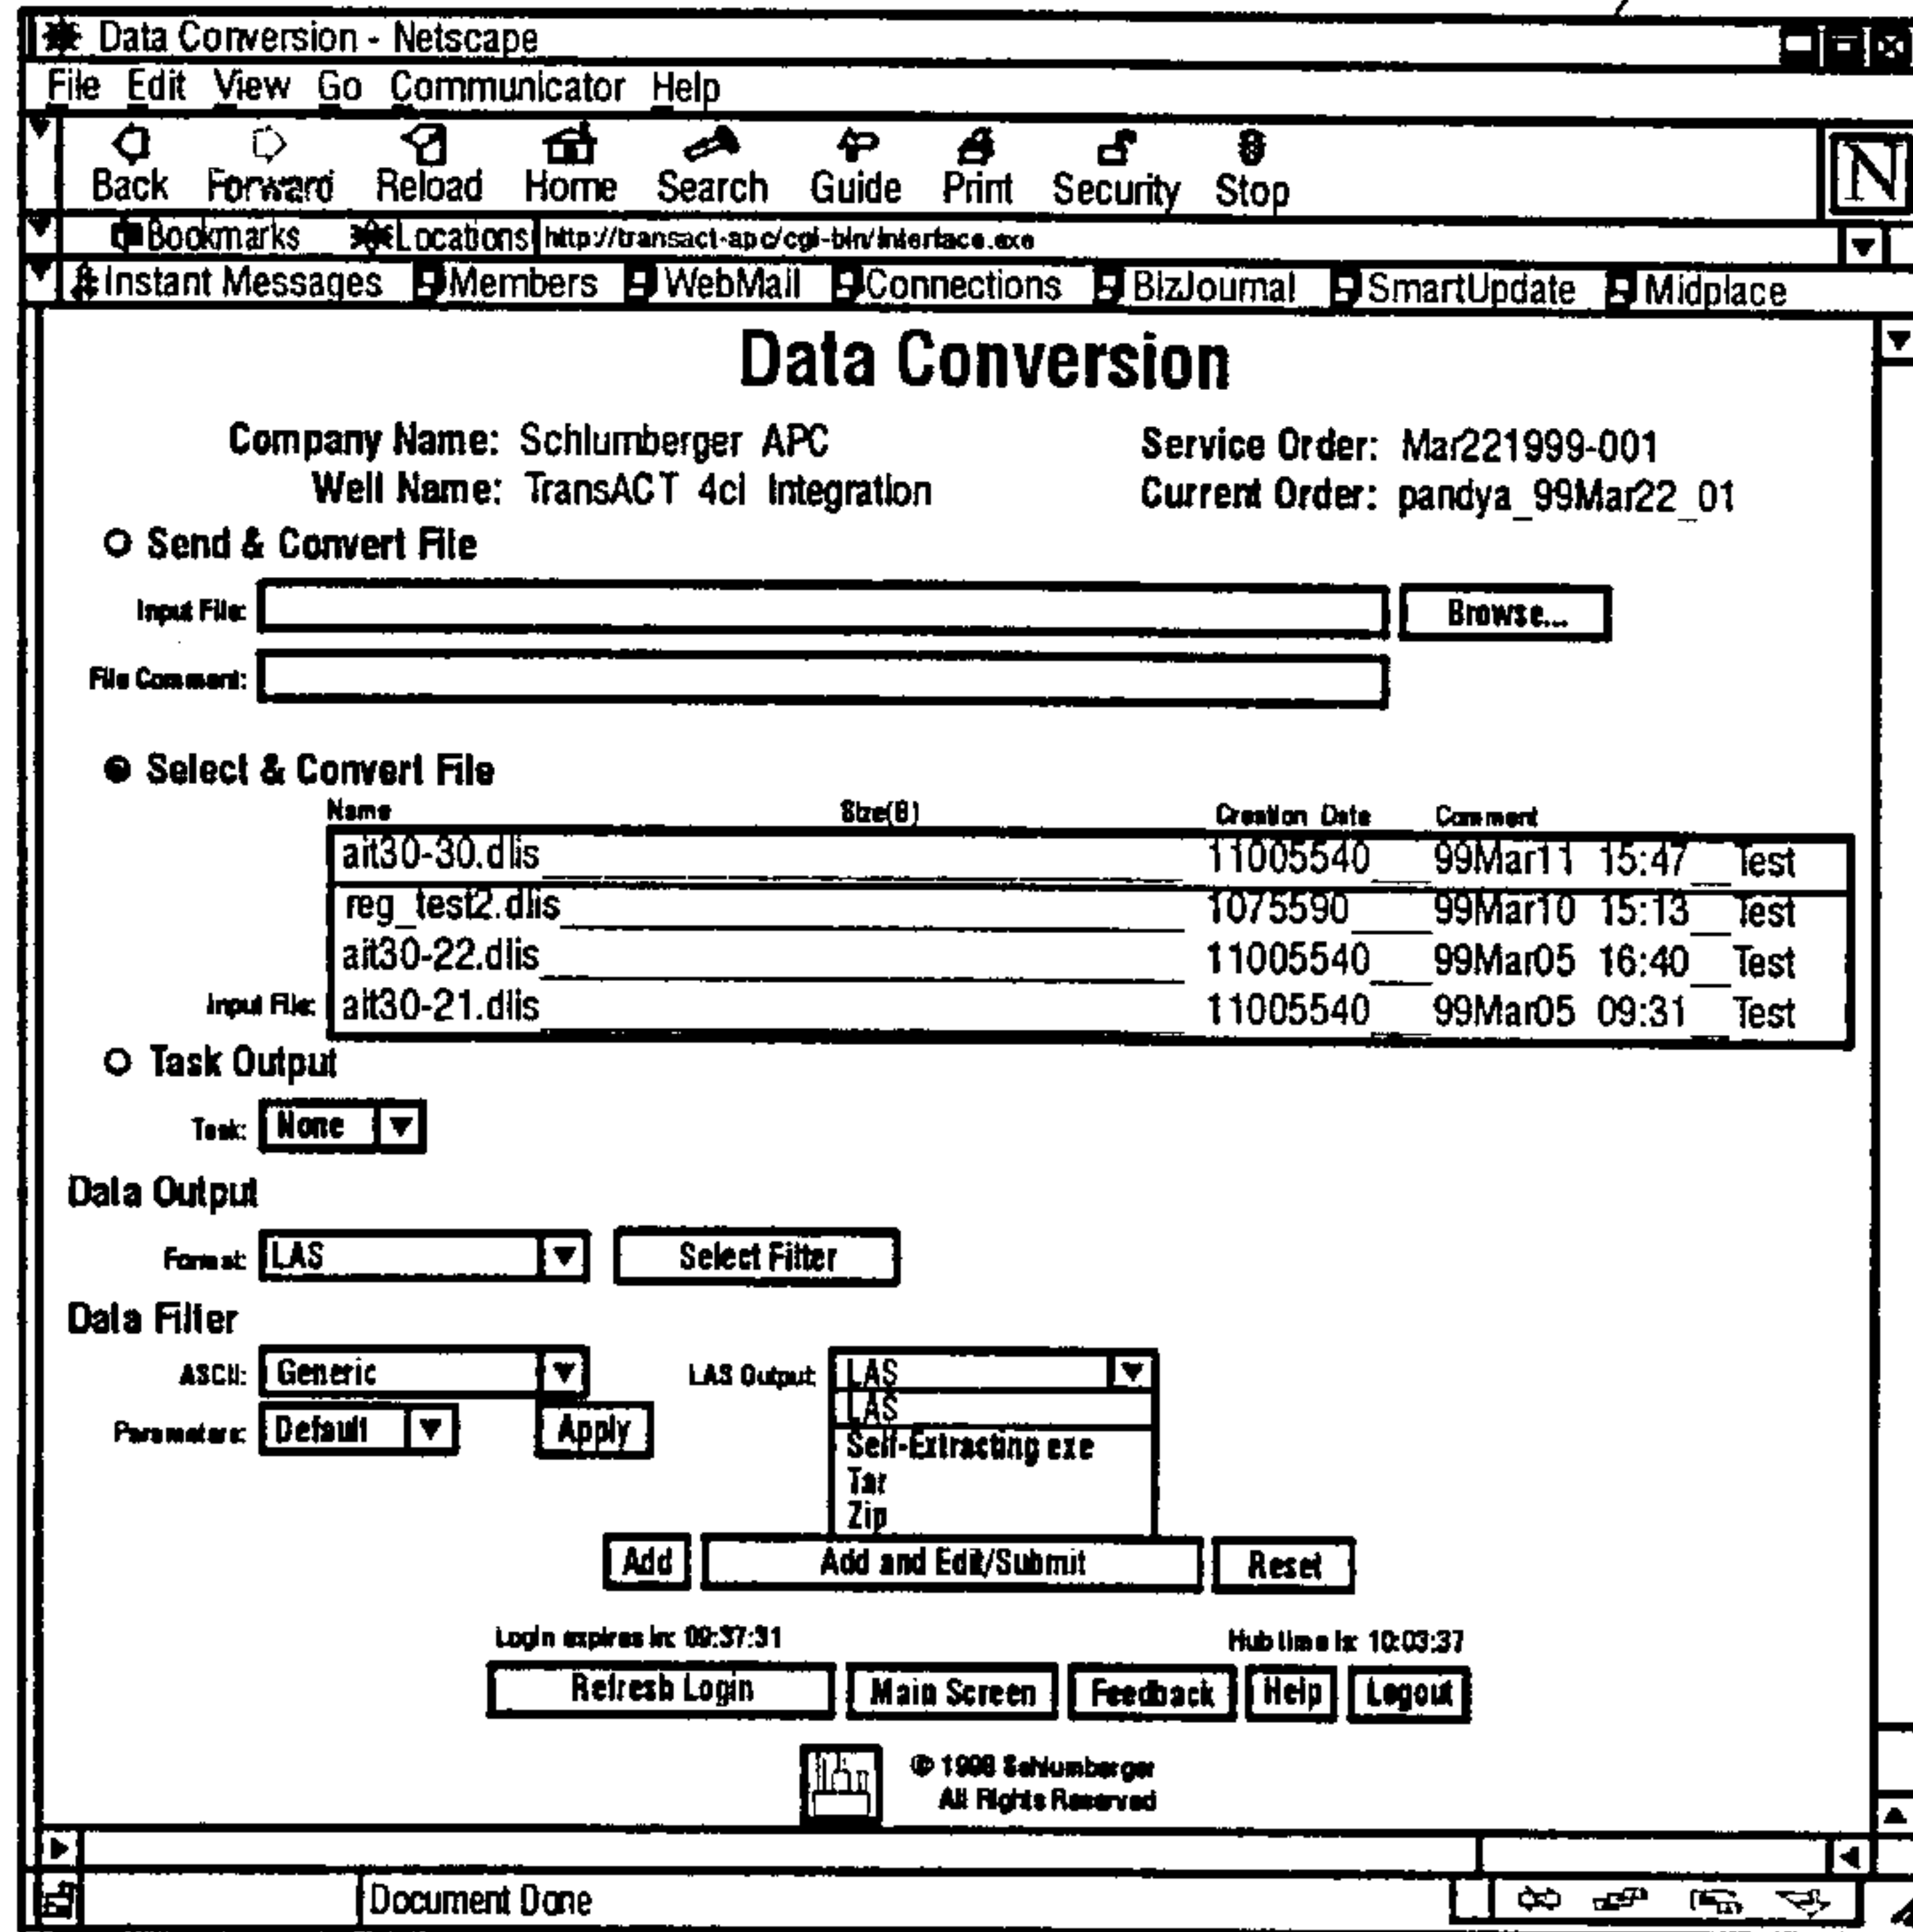 Data Conversion - Netscape
File Edit View Go Communicator Help
Back Forward Reload Home Search Guide Print Security Stop
N
Bookmarks Locations http://transact-apc/cgi-bin/interface.exe
Instant Messages Members WebMail Connections BizJournal SmartUpdate Midplace
Data Conversion
Company Name: Schlumberger APC Service Order: Mar221999-001
Well Name: TransACT 4cl Integration Current Order: pandya_99Mar22_01
Send & Convert File
Input File: Browse...
File Comment:
Select & Convert File
Name Size(B) Creation Date Comment
ait30-30.dlis 11005540 99Mar11 15:47 Test
reg_test2.dlis 1075590 99Mar10 15:13 Test
ait30-22.dlis 11005540 99Mar05 16:40 Test
Input File: ait30-21.dlis 11005540 99Mar05 09:31 Test
Task Output
Task: None
Data Output
Format: LAS Select Filter
Data Filter
ASCII: Generic LAS Output: LAS
LAS
Parameters: Default Apply
Self-Extracting exe
Tar
Zip
Add Add and Edit/Submit Reset
Login expires in: 09:37:31 Hub time is: 10:03:37
Refresh Login Main Screen Feedback Help Logout
© 1998 Schlumberger
All Rights Reserved
Document Done